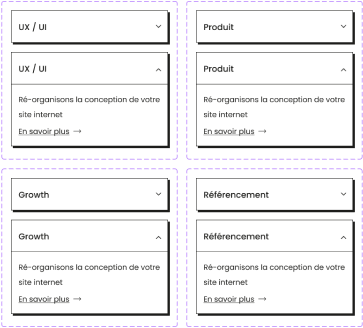 UX / UI
UX / UI
Ré-organisons la conception de votre
site internet
En savoir plus →
Produit
Produit
Ré-organisons la conception de votre
site internet
En savoir plus →
Growth
Growth
Ré-organisons la conception de votre
site internet
En savoir plus →
Référencement
Référencement
Ré-organisons la conception de votre
site internet
En savoir plus →